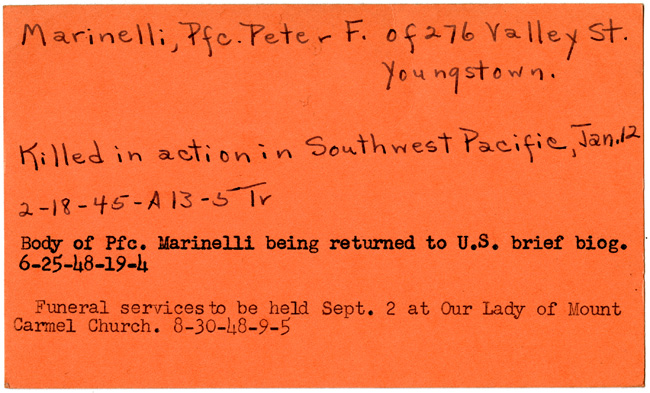 Marinelli, Pfc. Peter F. of 276 Valley St.
Youngstown.
Killed in action in Southwest Pacific, Jan. 12
2-18-45-A13-5 Tr
Body of Pfc. Marinelli being returned to U.S. brief biog.
6-25-48-19-4
Funeral services to be held Sept. 2 at Our Lady of Mount
Carmel Church. 8-30-48-9-5